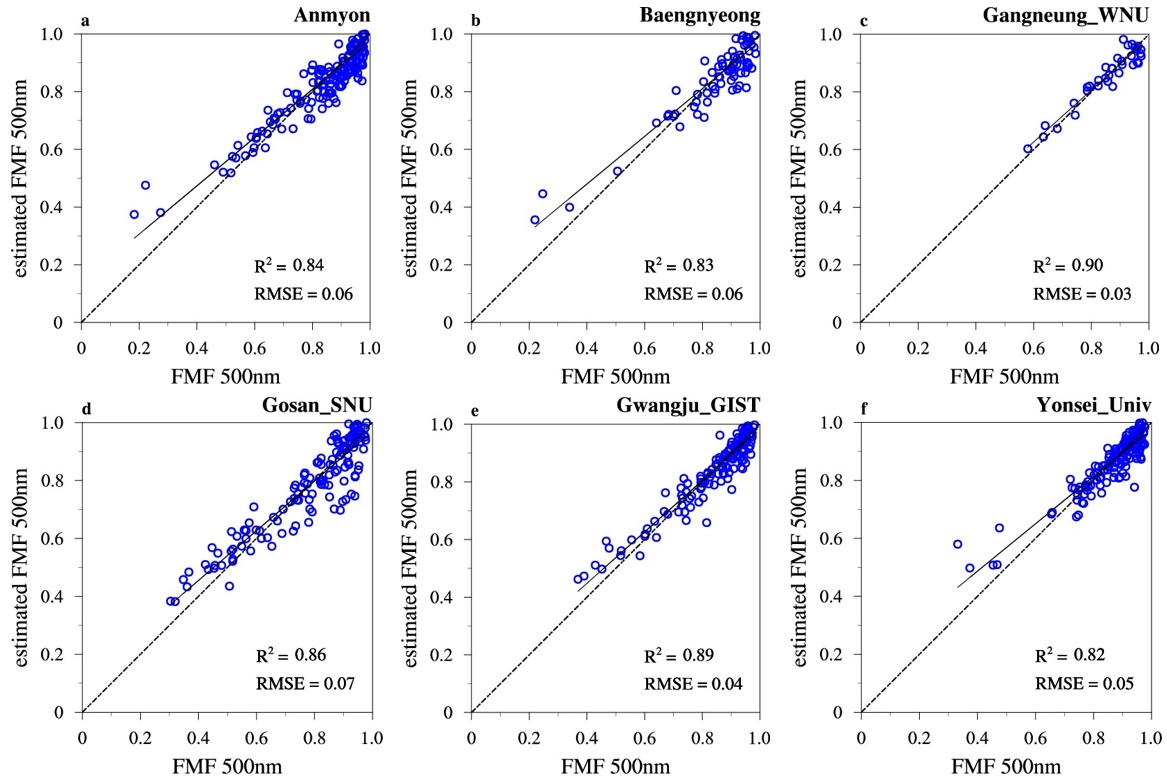 a Anmyon
1.0
0.8
0.6
0.4
0.2
0
estimated FMF 500nm
R² = 0.84
RMSE = 0.06
0 0.2 0.4 0.6 0.8 1.0
FMF 500nm
b Baengnyeong
1.0
0.8
0.6
0.4
0.2
0
estimated FMF 500nm
R² = 0.83
RMSE = 0.06
0 0.2 0.4 0.6 0.8 1.0
FMF 500nm
c Gangneung_WNU
1.0
0.8
0.6
0.4
0.2
0
estimated FMF 500nm
R² = 0.90
RMSE = 0.03
0 0.2 0.4 0.6 0.8 1.0
FMF 500nm
d Gosan_SNU
1.0
0.8
0.6
0.4
0.2
0
estimated FMF 500nm
R² = 0.86
RMSE = 0.07
0 0.2 0.4 0.6 0.8 1.0
FMF 500nm
e Gwangju_GIST
1.0
0.8
0.6
0.4
0.2
0
estimated FMF 500nm
R² = 0.89
RMSE = 0.04
0 0.2 0.4 0.6 0.8 1.0
FMF 500nm
f Yonsei_Univ
1.0
0.8
0.6
0.4
0.2
0
estimated FMF 500nm
R² = 0.82
RMSE = 0.05
0 0.2 0.4 0.6 0.8 1.0
FMF 500nm